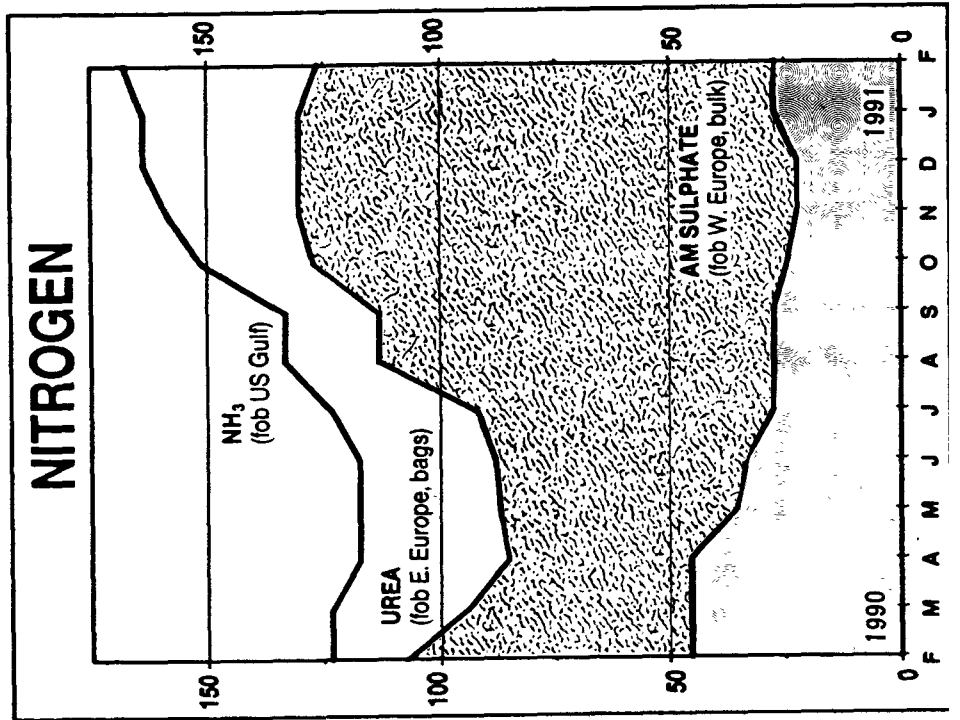 NITROGEN
150
100
50
0
NH₃
(fob US Gulf)
UREA
(fob E. Europe, bags)
AM SULPHATE
(fob W. Europe, bulk)
1990
1991
150
100
50
0
F M A M J J A S O N D J F